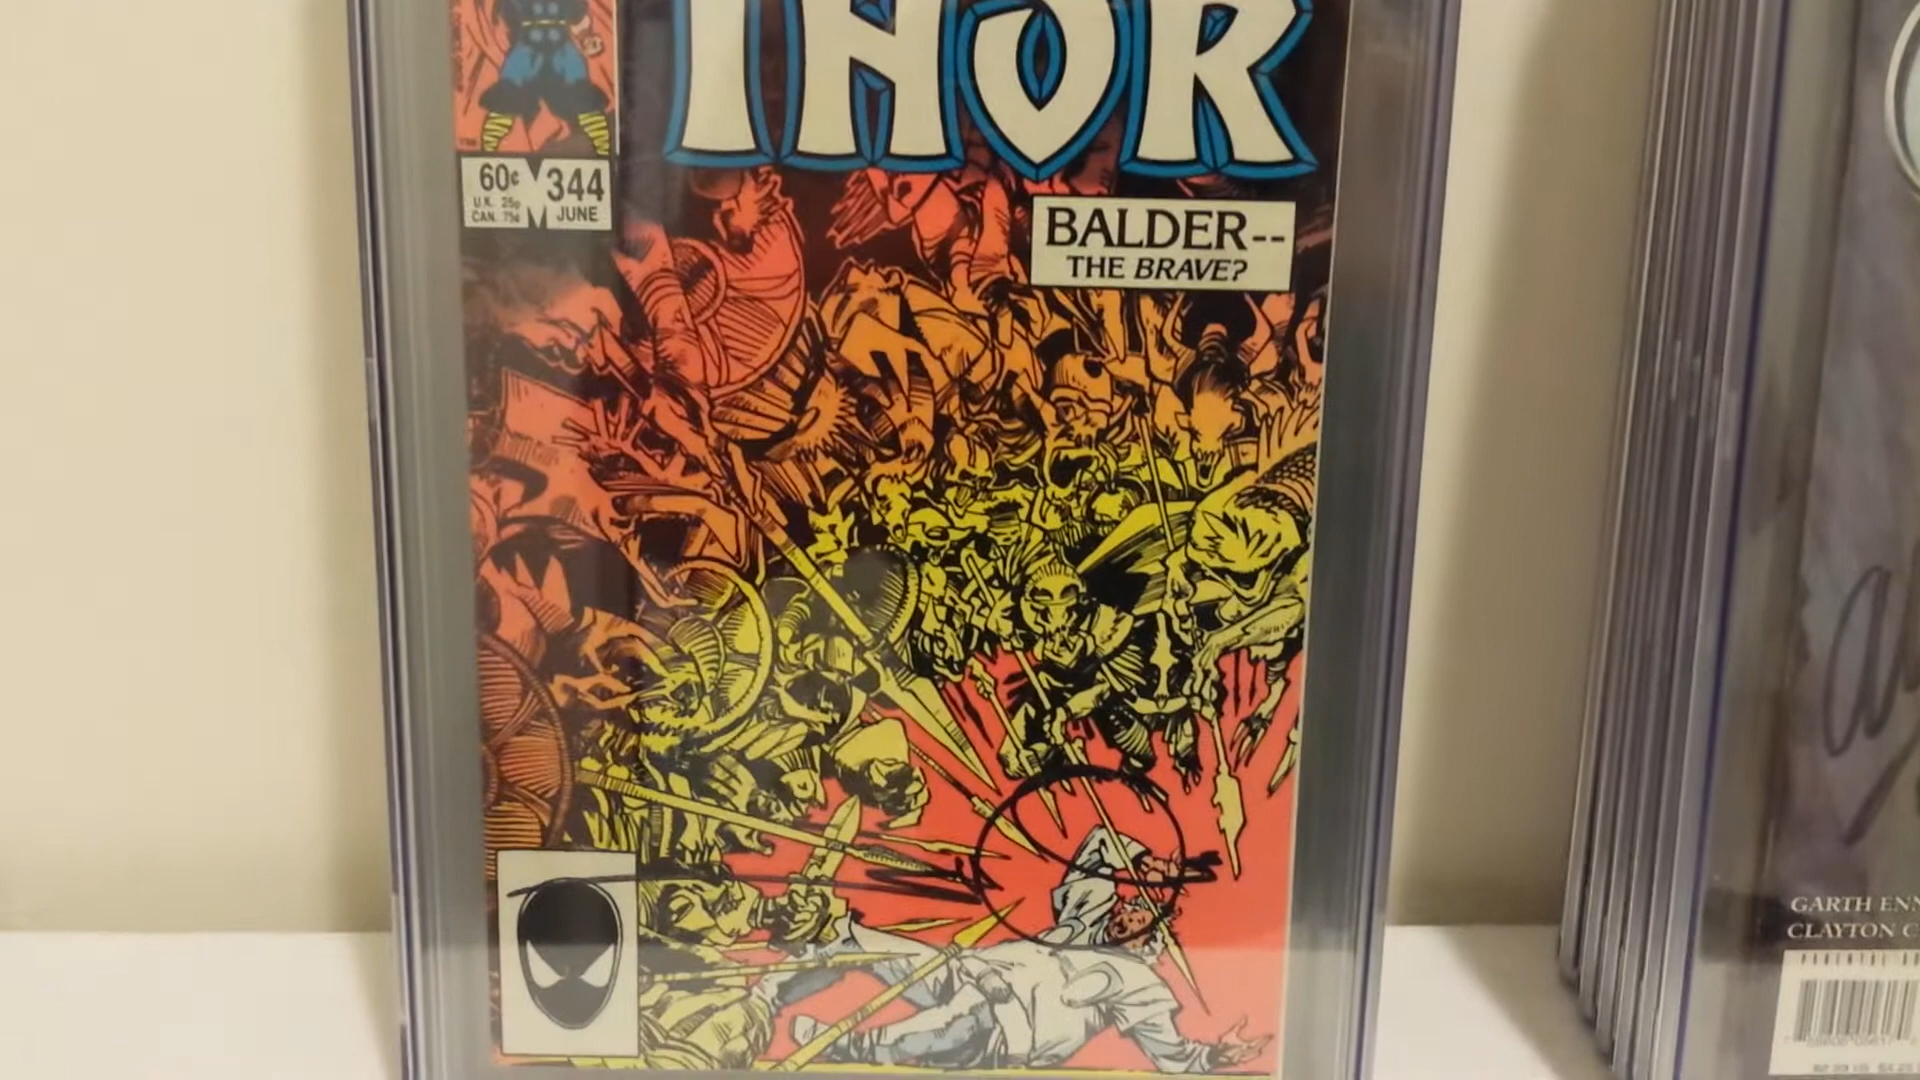 THOR
60¢
U.K. 25p
CAN. 75¢
344
JUNE
BALDER--
THE BRAVE?
GARTH ENN
CLAYTON C